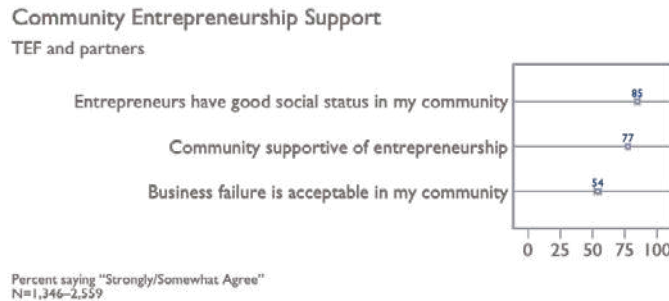 Community Entrepreneurship Support
TEF and partners
Entrepreneurs have good social status in my community
85
Community supportive of entrepreneurship
77
Business failure is acceptable in my community
54
0 25 50 75 100
Percent saying “Strongly/Somewhat Agree”
N=1,346–2,559